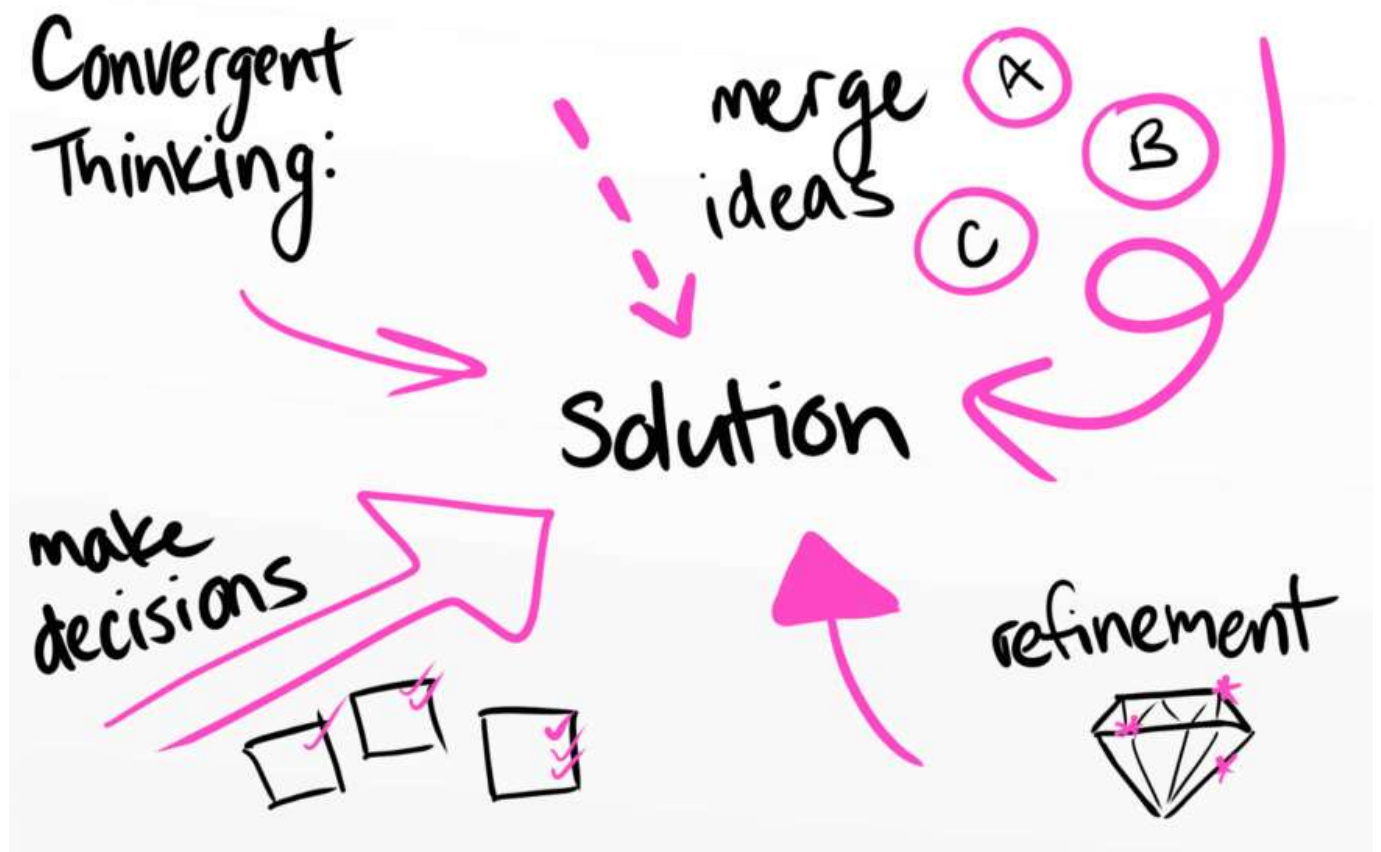 Convergent
Thinking:
merge
ideas
A
B
C
Solution
make
decisions
refinement